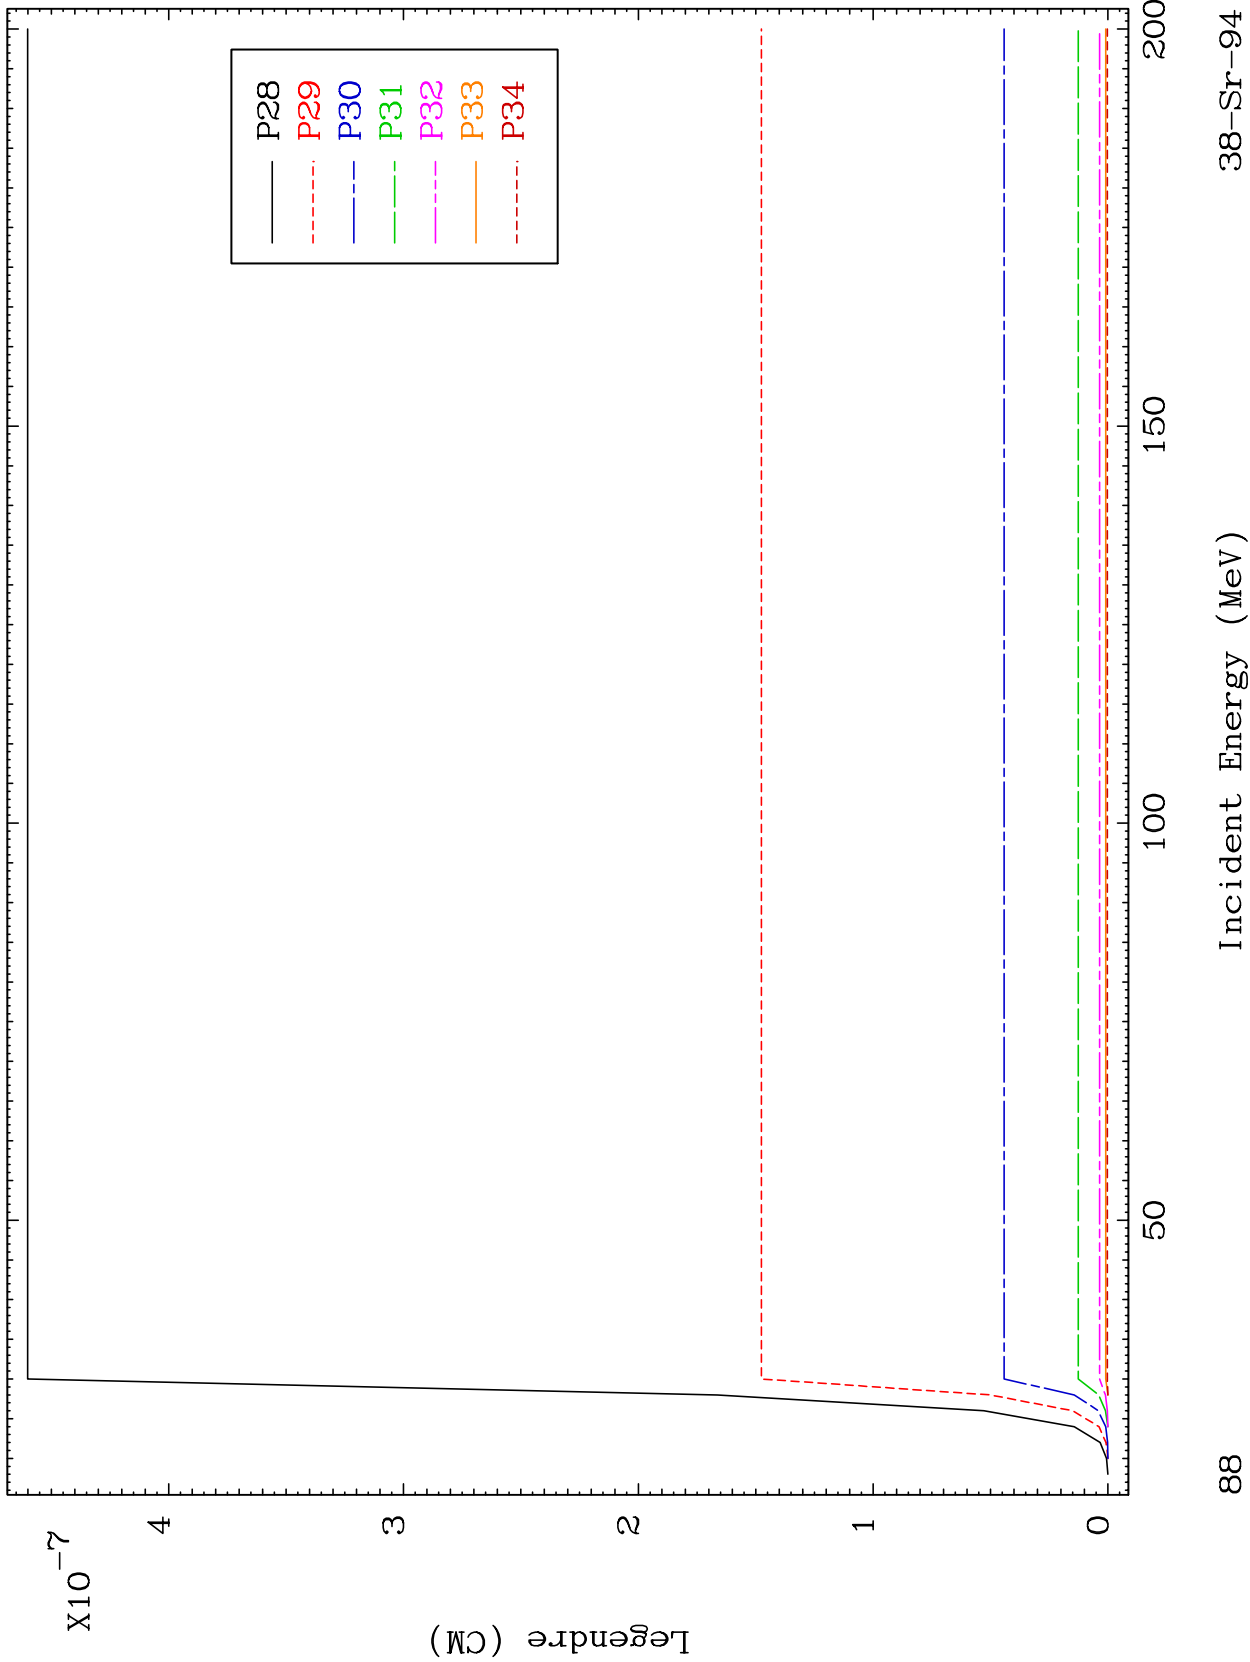 X10-7
Legendre (CM)
4
3
2
1
0
P28
P29
P30
P31
P32
P33
P34
50
100
150
200
88
Incident Energy (MeV)
38-Sr-94